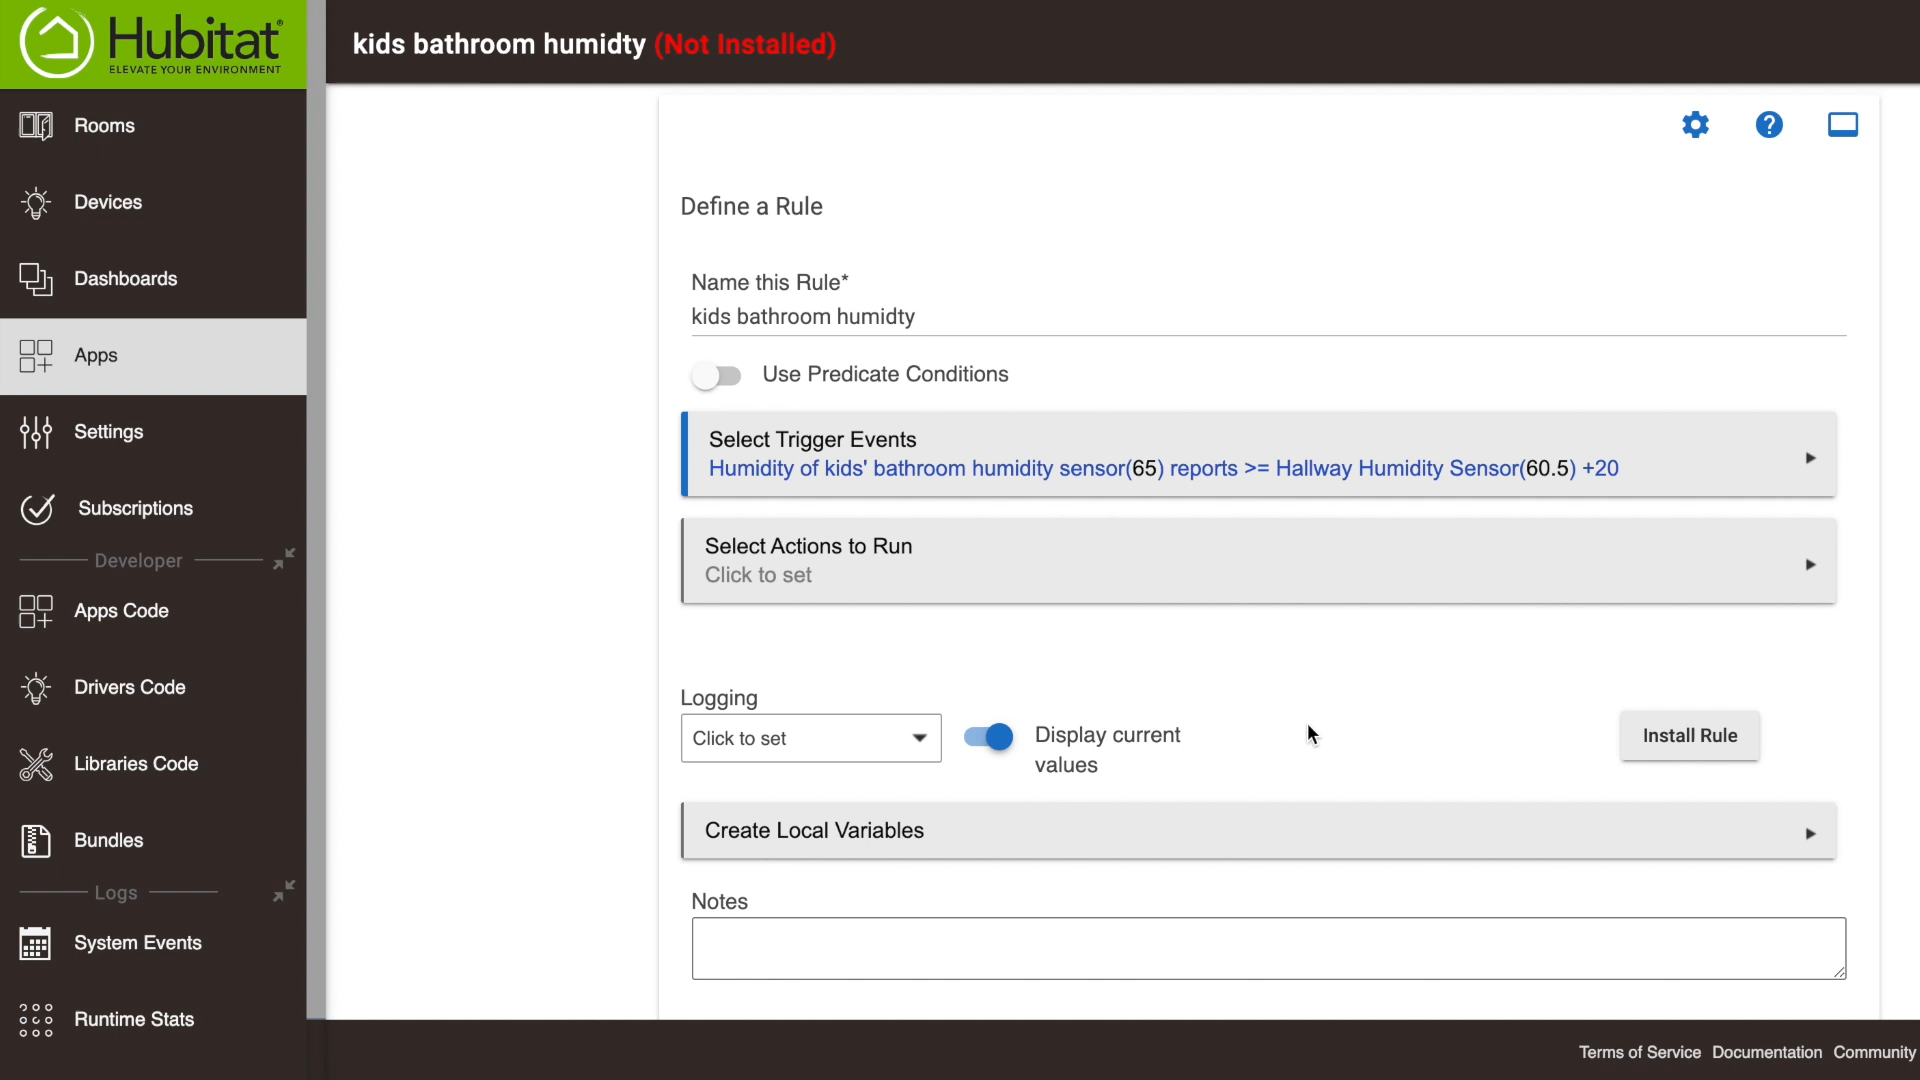 Hubitat®
ELEVATE YOUR ENVIRONMENT
Rooms
Devices
Dashboards
Apps
Settings
Subscriptions
Developer
Apps Code
Drivers Code
Libraries Code
Bundles
Logs
System Events
Runtime Stats
kids bathroom humidty (Not Installed)
?
Define a Rule
Name this Rule*
kids bathroom humidty
Use Predicate Conditions
Select Trigger Events
Humidity of kids' bathroom humidity sensor(65) reports >= Hallway Humidity Sensor(60.5) +20
Select Actions to Run
Click to set
Logging
Click to set
Display current
values
Install Rule
Create Local Variables
Notes
Terms of Service Documentation Community